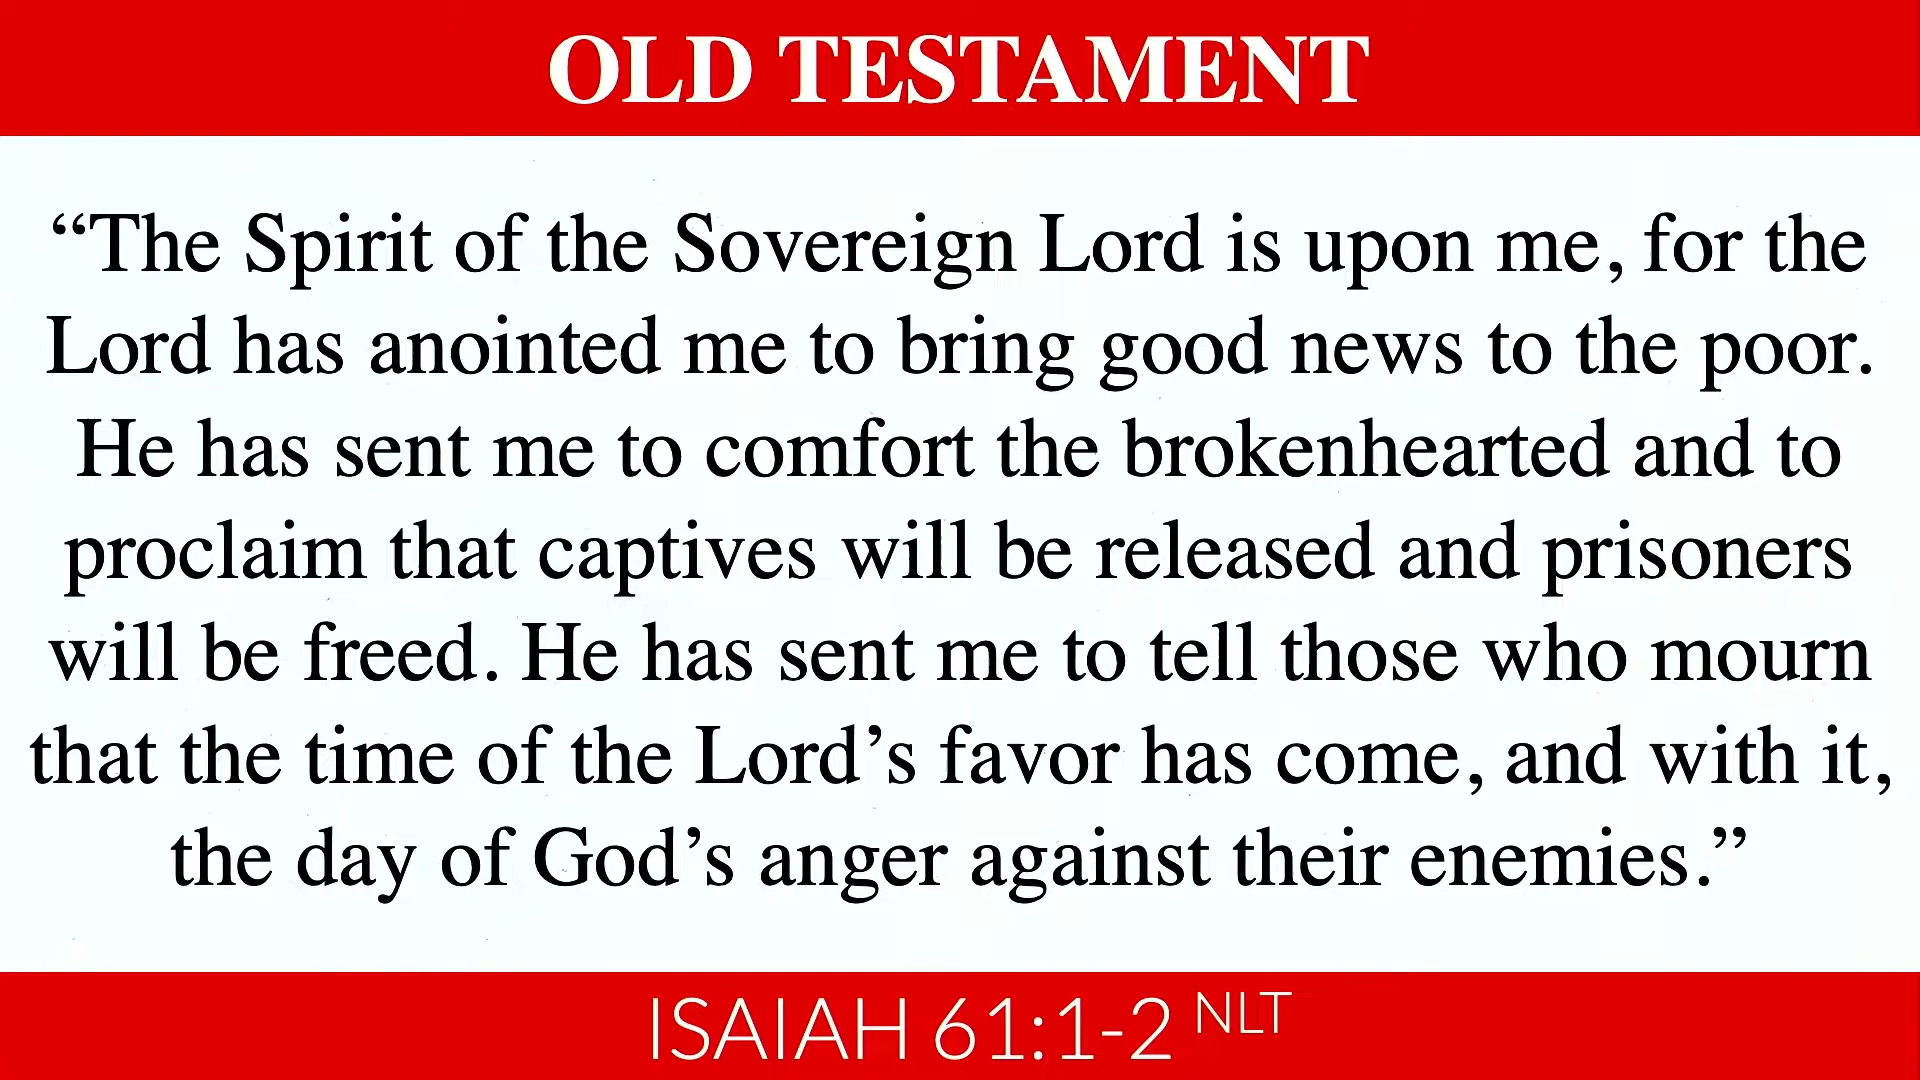 OLD TESTAMENT
“The Spirit of the Sovereign Lord is upon me, for the
Lord has anointed me to bring good news to the poor.
He has sent me to comfort the brokenhearted and to
proclaim that captives will be released and prisoners
will be freed. He has sent me to tell those who mourn
that the time of the Lord’s favor has come, and with it,
the day of God’s anger against their enemies.”
ISAIAH 61:1-2 NLT